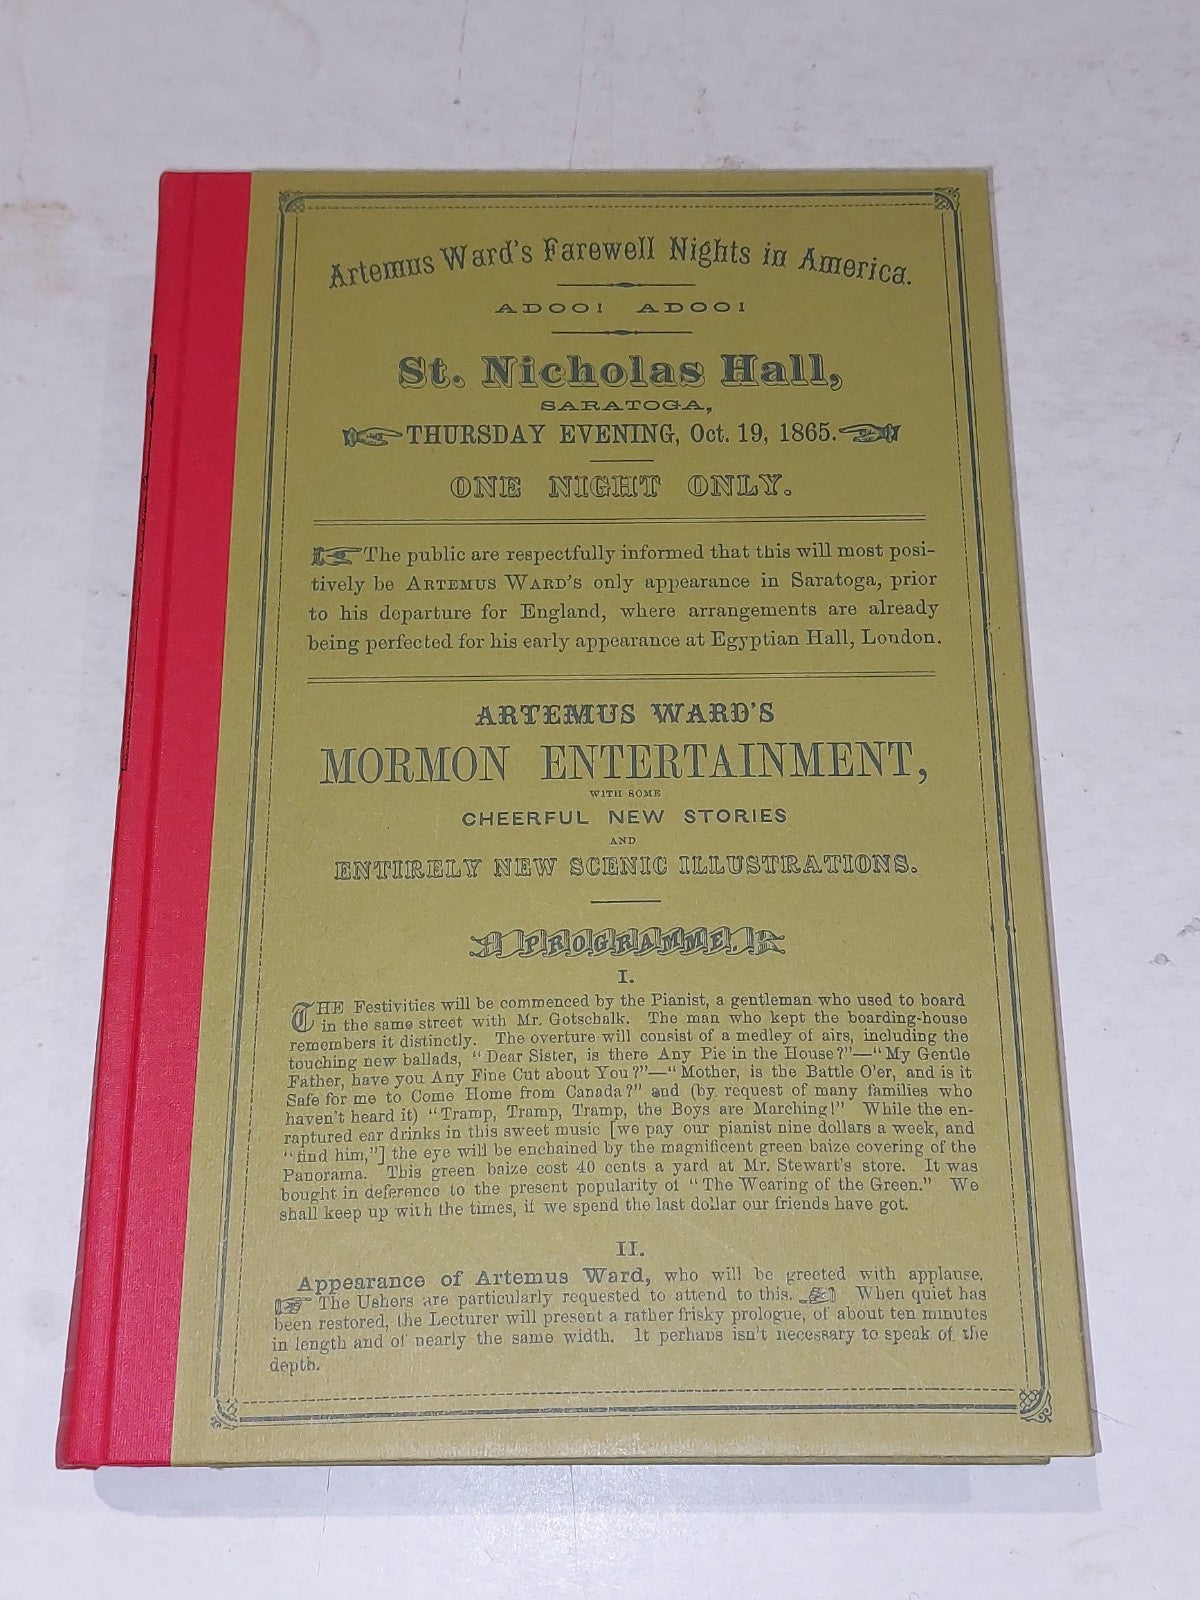 Artemus Ward's Farewell Nights in America.
ADOO! ADOO!
St. Nicholas Hall,
SARATOGA,
THURSDAY EVENING, Oct. 19, 1865.
ONE NIGHT ONLY.
The public are respectfully informed that this will most posi-
tively be ARTEMUS WARD'S only appearance in Saratoga, prior
to his departure for England, where arrangements are already
being perfected for his early appearance at Egyptian Hall, London.
ARTEMUS WARD'S
MORMON ENTERTAINMENT,
WITH SOME
CHEERFUL NEW STORIES
AND
ENTIRELY NEW SCENIC ILLUSTRATIONS.
PROGRAMME.
I.
THE Festivities will be commenced by the Pianist, a gentleman who used to board
in the same street with Mr. Gotschalk. The man who kept the boarding-house
remembers it distinctly. The overture will consist of a medley of airs, including the
touching new ballads, "Dear Sister, is there Any Pie in the House?"—"My Gentle
Father, have you Any Fine Cut about You?"—"Mother, is the Battle O'er, and is it
Safe for me to Come Home from Canada?" and (by request of many families who
haven't heard it) "Tramp, Tramp, Tramp, the Boys are Marching!" While the en-
raptured ear drinks in this sweet music [we pay our pianist nine dollars a week, and
"find him,"] the eye will be enchained by the magnificent green baize covering of the
Panorama. This green baize cost 40 cents a yard at Mr. Stewart's store. It was
bought in deference to the present popularity of "The Wearing of the Green." We
shall keep up with the times, if we spend the last dollar our friends have got.
II.
Appearance of Artemus Ward, who will be greeted with applause.
The Ushers are particularly requested to attend to this. When quiet has
been restored, the Lecturer will present a rather frisky prologue, of about ten minutes
in length and of nearly the same width. It perhaps isn't necessary to speak of the
depth.